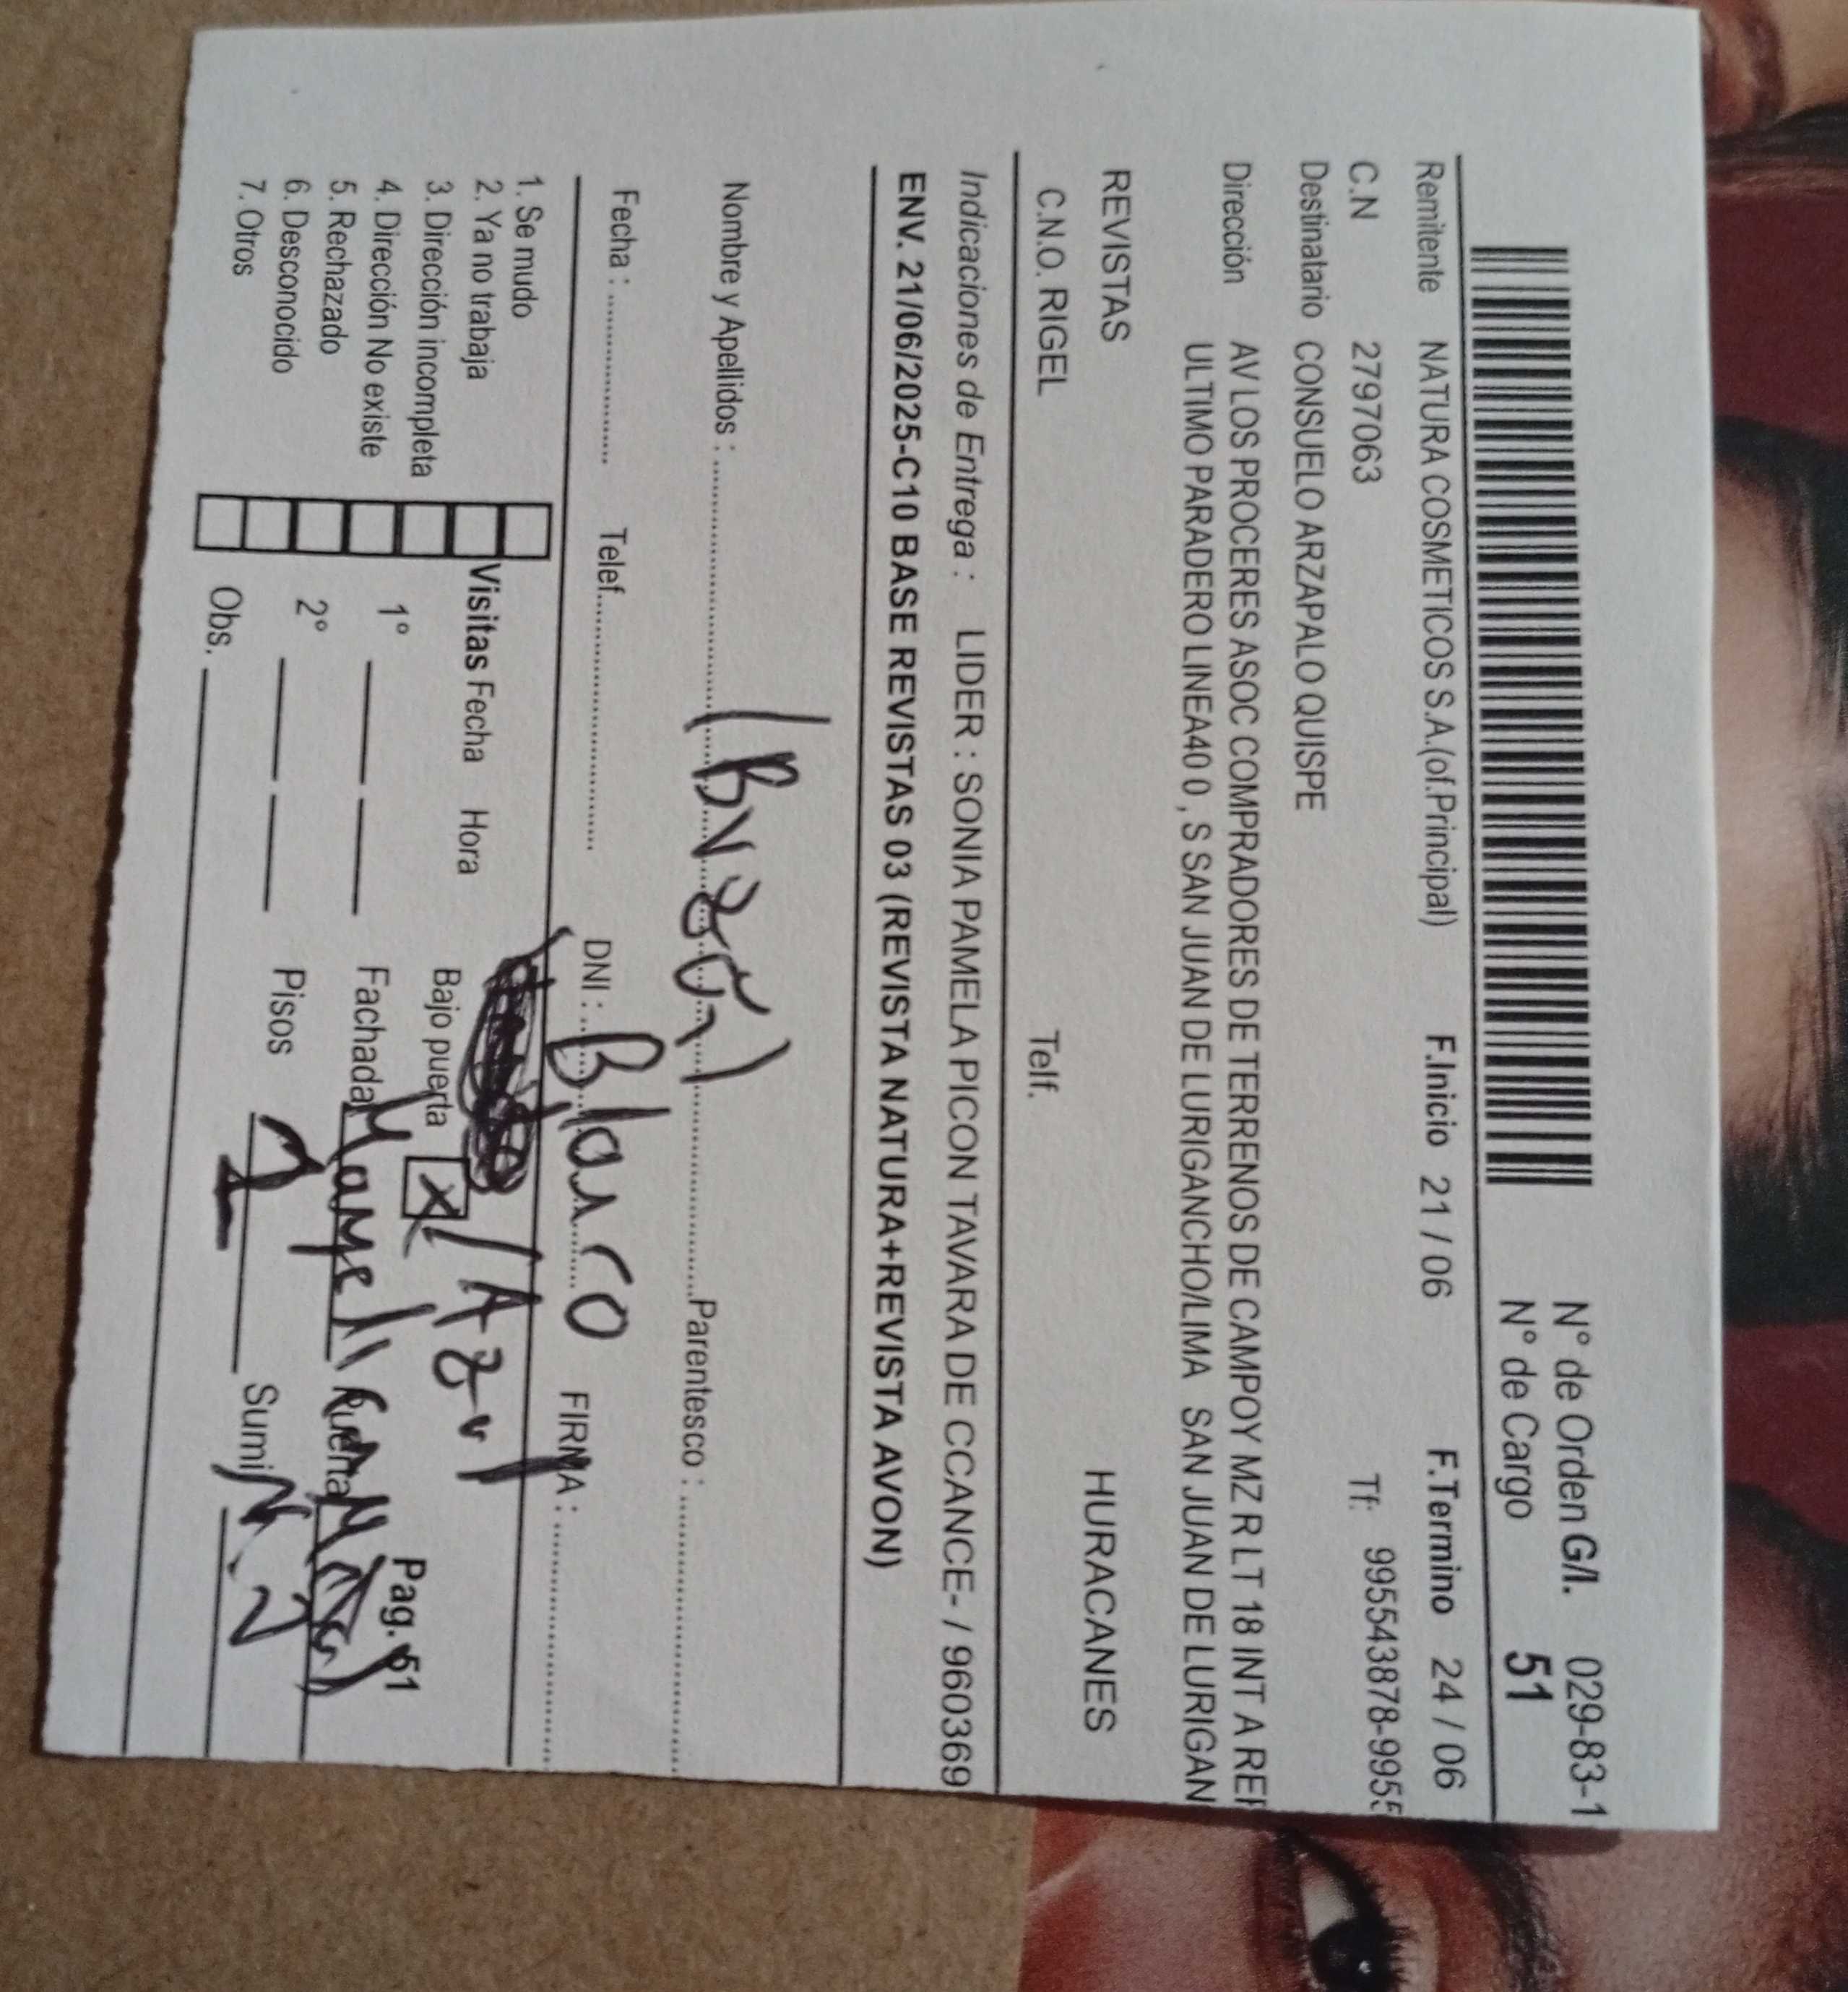 N° de Orden G/I. 029-83-1
N° de Cargo 51
Remitente NATURA COSMETICOS S.A.(of.Principal) F.Inicio 21 / 06 F.Termino 24 / 06
C.N 2797063 Tf: 995543878-9955
Destinatario CONSUELO ARZAPALO QUISPE
Dirección AV LOS PROCERES ASOC COMPRADORES DE TERRENOS DE CAMPOY MZ R LT 18 INT A REF
ULTIMO PARADERO LINEA40 0 , S SAN JUAN DE LURIGANCHO/LIMA SAN JUAN DE LURIGAN
REVISTAS HURACANES
C.N.O. RIGEL Telf.
Indicaciones de Entrega : LIDER : SONIA PAMELA PICON TAVARA DE CCANCE- / 9603369
ENV. 21/06/2025-C10 BASE REVISTAS 03 (REVISTA NATURA+REVISTA AVON)
Nombre y Apellidos : Parentesco :
Fecha : Telef. DNI : Blanco FIRMA :
1. Se mudo
2. Ya no trabaja Visitas Fecha Hora
3. Dirección incompleta Bajo puerta X / Azul
4. Dirección No existe 1° Fachada Puerta Pag. 51
5. Rechazado
6. Desconocido 2° Pisos 1 Sumi
7. Otros Obs.